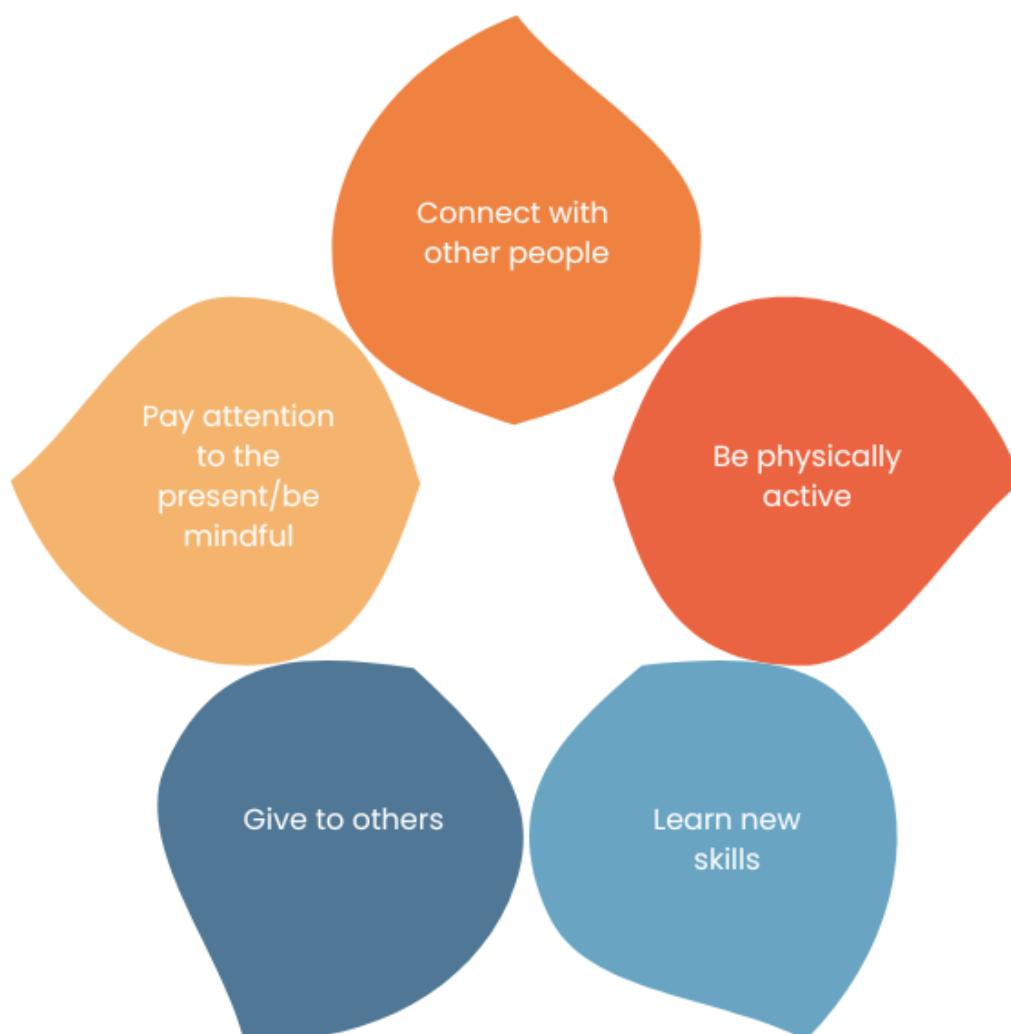 Connect with
other people
Be physically
active
Learn new
skills
Give to others
Pay attention
to the
present/be
mindful